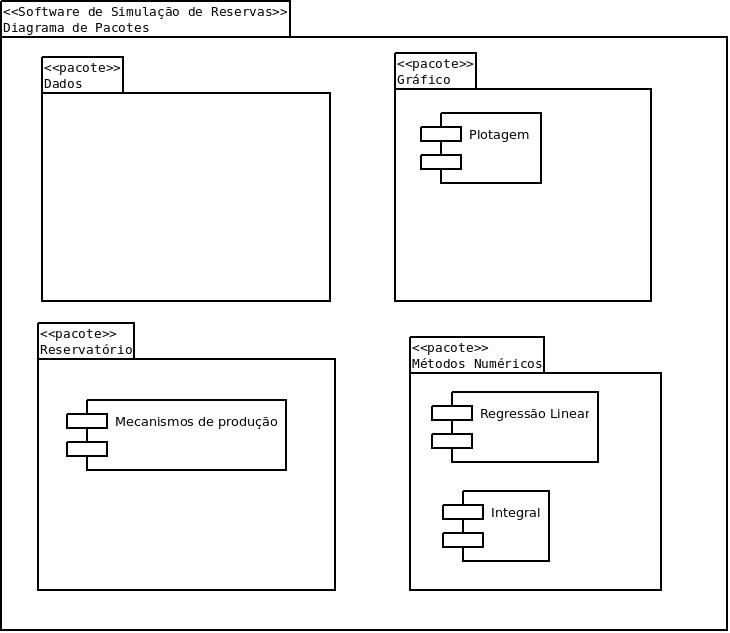 <<Software de Simulação de Reservas>>
Diagrama de Pacotes
<<pacote>>
Dados
<<pacote>>
Gráfico
Plotagem
<<pacote>>
Reservatório
Mecanismos de produção
<<pacote>>
Métodos Numéricos
Regressão Linear
Integral